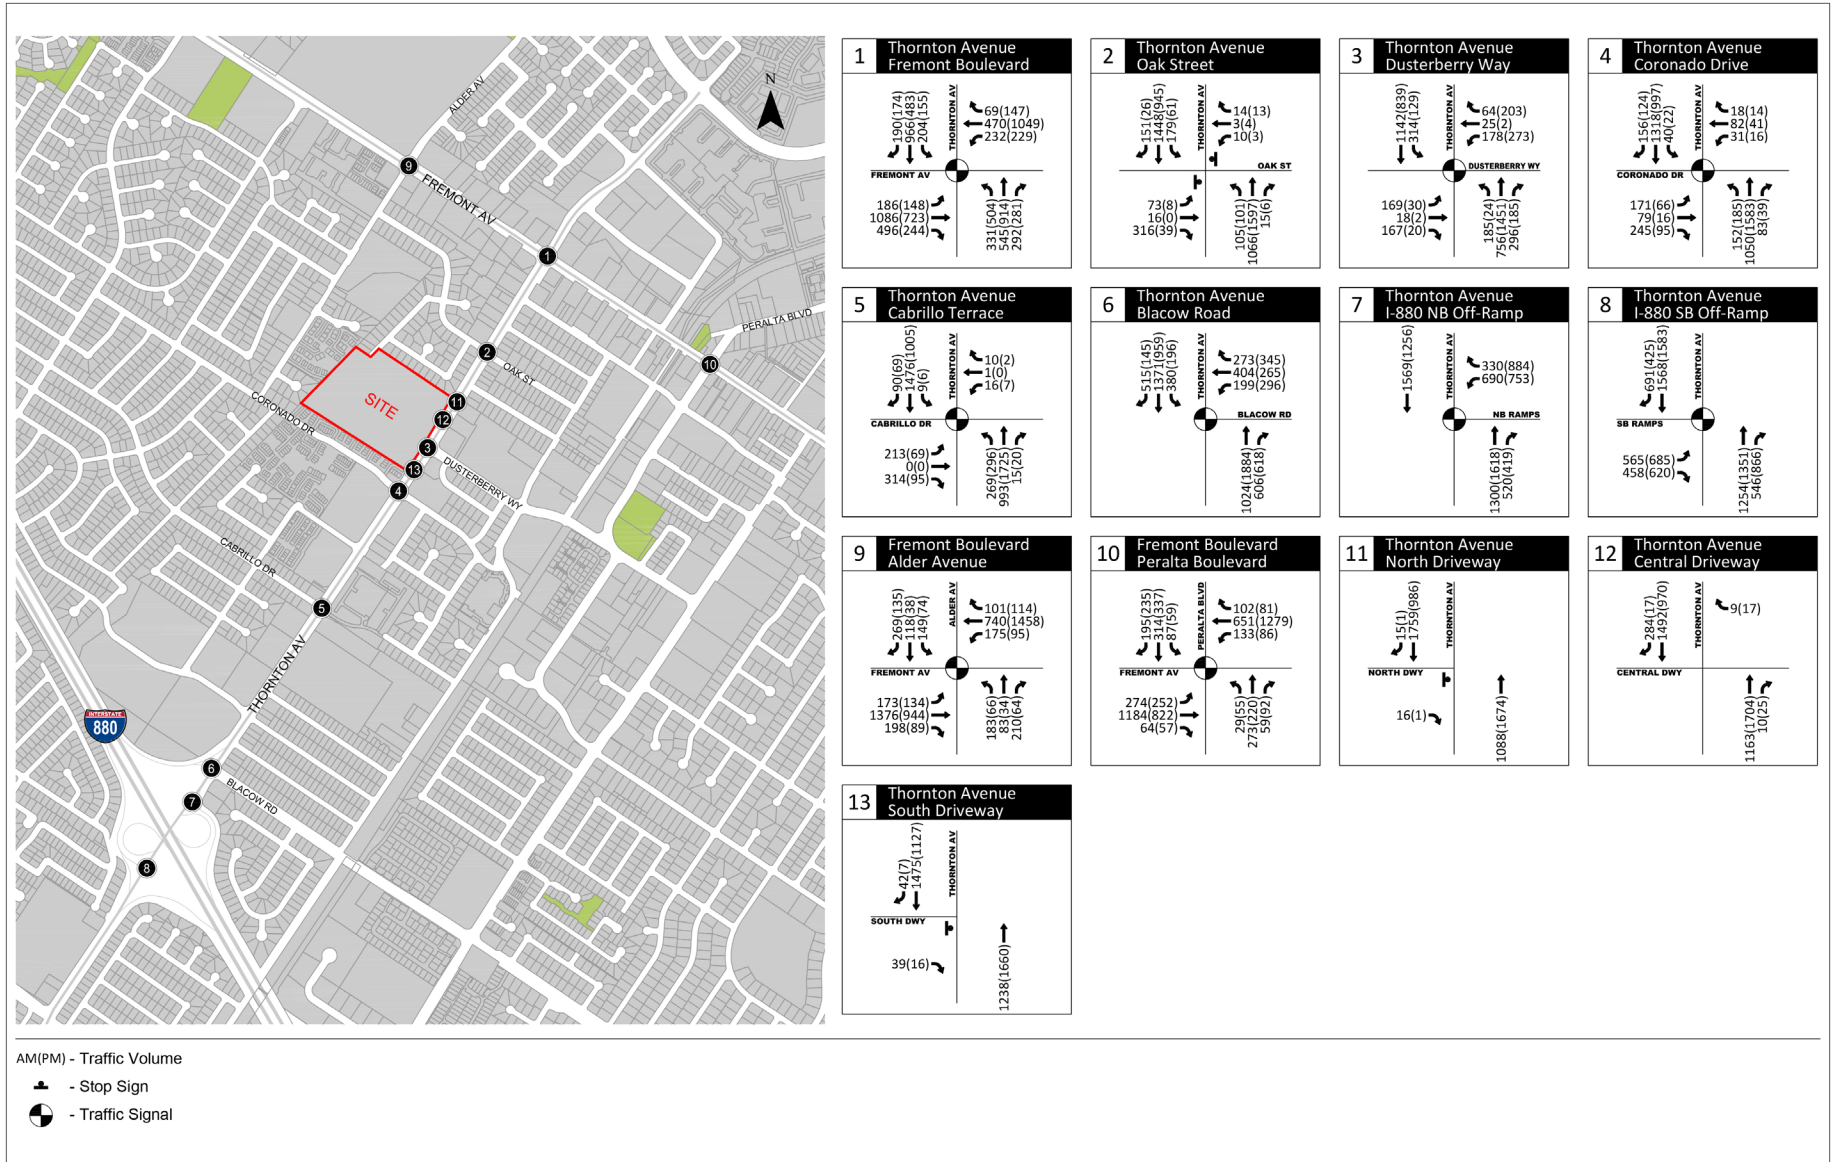 N
ALDER AV
9
FREMONT AV
1
PERALTA BLVD
10
2
OAK ST
SITE
11
12
CORONADO DR
3
13
DUSTERBERRY WY
4
CABRILLO DR
5
THORNTON AV
INTERSTATE
880
6
BLACOW RD
7
8
1
Thornton Avenue
Fremont Boulevard
190(174)
966(483)
204(155)
THORNTON AV
69(147)
470(1049)
232(229)
FREMONT AV
186(148)
1086(723)
496(244)
331(504)
545(914)
292(281)
2
Thornton Avenue
Oak Street
151(26)
1448(945)
179(61)
THORNTON AV
14(13)
3(4)
10(3)
OAK ST
73(8)
16(0)
316(39)
105(101)
1066(1597)
15(6)
3
Thornton Avenue
Dusterberry Way
1142(839)
314(129)
THORNTON AV
64(203)
25(2)
178(273)
DUSTERBERRY WY
169(30)
18(2)
167(20)
185(24)
756(1451)
296(185)
4
Thornton Avenue
Coronado Drive
156(124)
1318(997)
40(22)
THORNTON AV
18(14)
82(41)
31(16)
CORONADO DR
171(66)
79(16)
245(95)
152(185)
1050(1583)
83(39)
5
Thornton Avenue
Cabrillo Terrace
90(69)
1476(1005)
9(6)
THORNTON AV
10(2)
1(0)
16(7)
CABRILLO DR
213(69)
0(0)
314(95)
269(296)
993(1725)
15(20)
6
Thornton Avenue
Blacow Road
515(145)
1371(959)
380(196)
THORNTON AV
273(345)
404(265)
199(296)
BLACOW RD
1024(1884)
606(618)
7
Thornton Avenue
I-880 NB Off-Ramp
1569(1256)
THORNTON AV
330(884)
690(753)
NB RAMPS
1300(1618)
520(419)
8
Thornton Avenue
I-880 SB Off-Ramp
691(425)
1568(1583)
THORNTON AV
SB RAMPS
565(685)
458(620)
1254(1351)
546(866)
9
Fremont Boulevard
Alder Avenue
269(135)
118(38)
149(74)
ALDER AV
101(114)
740(1458)
175(95)
FREMONT AV
173(134)
1376(944)
198(89)
183(66)
83(34)
210(64)
10
Fremont Boulevard
Peralta Boulevard
195(235)
314(337)
87(59)
PERALTA BLVD
102(81)
651(1279)
133(86)
FREMONT AV
274(252)
1184(822)
64(57)
29(55)
273(220)
59(92)
11
Thornton Avenue
North Driveway
15(1)
1759(986)
THORNTON AV
NORTH DWY
16(1)
1088(1674)
12
Thornton Avenue
Central Driveway
284(17)
1492(970)
THORNTON AV
9(17)
CENTRAL DWY
1163(1704)
10(25)
13
Thornton Avenue
South Driveway
42(7)
1475(1127)
THORNTON AV
SOUTH DWY
39(16)
1238(1660)
AM(PM) - Traffic Volume
- Stop Sign
- Traffic Signal